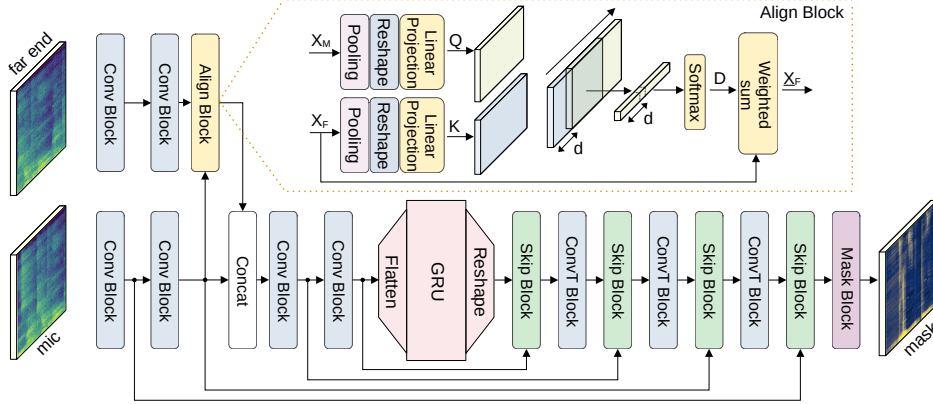 far end
Conv Block
Conv Block
Align Block
X_M
Pooling
Reshape
Linear Projection
Q
X_F
Pooling
Reshape
Linear Projection
K
d
d
Softmax
D
Weighted sum
X_F
Align Block
mic
Conv Block
Conv Block
Concat
Conv Block
Conv Block
Flatten
GRU
Reshape
Skip Block
ConvT Block
Skip Block
ConvT Block
Skip Block
ConvT Block
Skip Block
Mask Block
mask